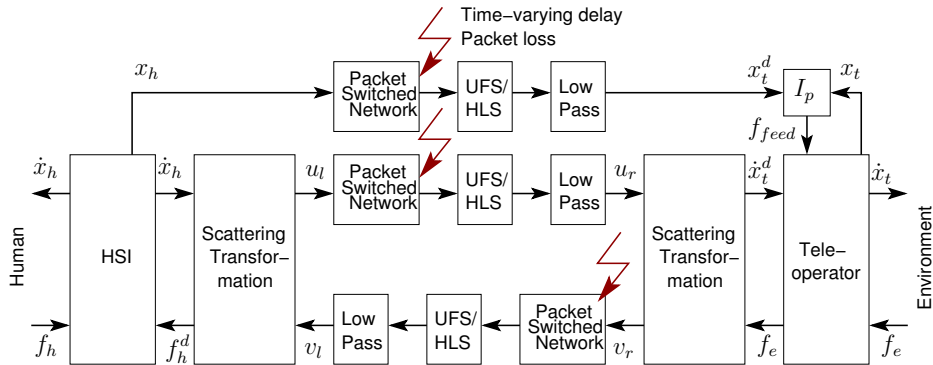 Time-varying delay
Packet loss
x_h
Packet
Switched
Network
UFS/
HLS
Low
Pass
x_t^d
I_p
x_t
f_{feed}
ẋ_h
ẋ_h
u_l
Packet
Switched
Network
UFS/
HLS
Low
Pass
u_r
ẋ_t^d
ẋ_t
Human
HSI
Scattering
Transfor-
mation
Scattering
Transfor-
mation
Tele-
operator
Environment
Low
Pass
UFS/
HLS
Packet
Switched
Network
f_h
f_h^d
v_l
v_r
f_e
f_e